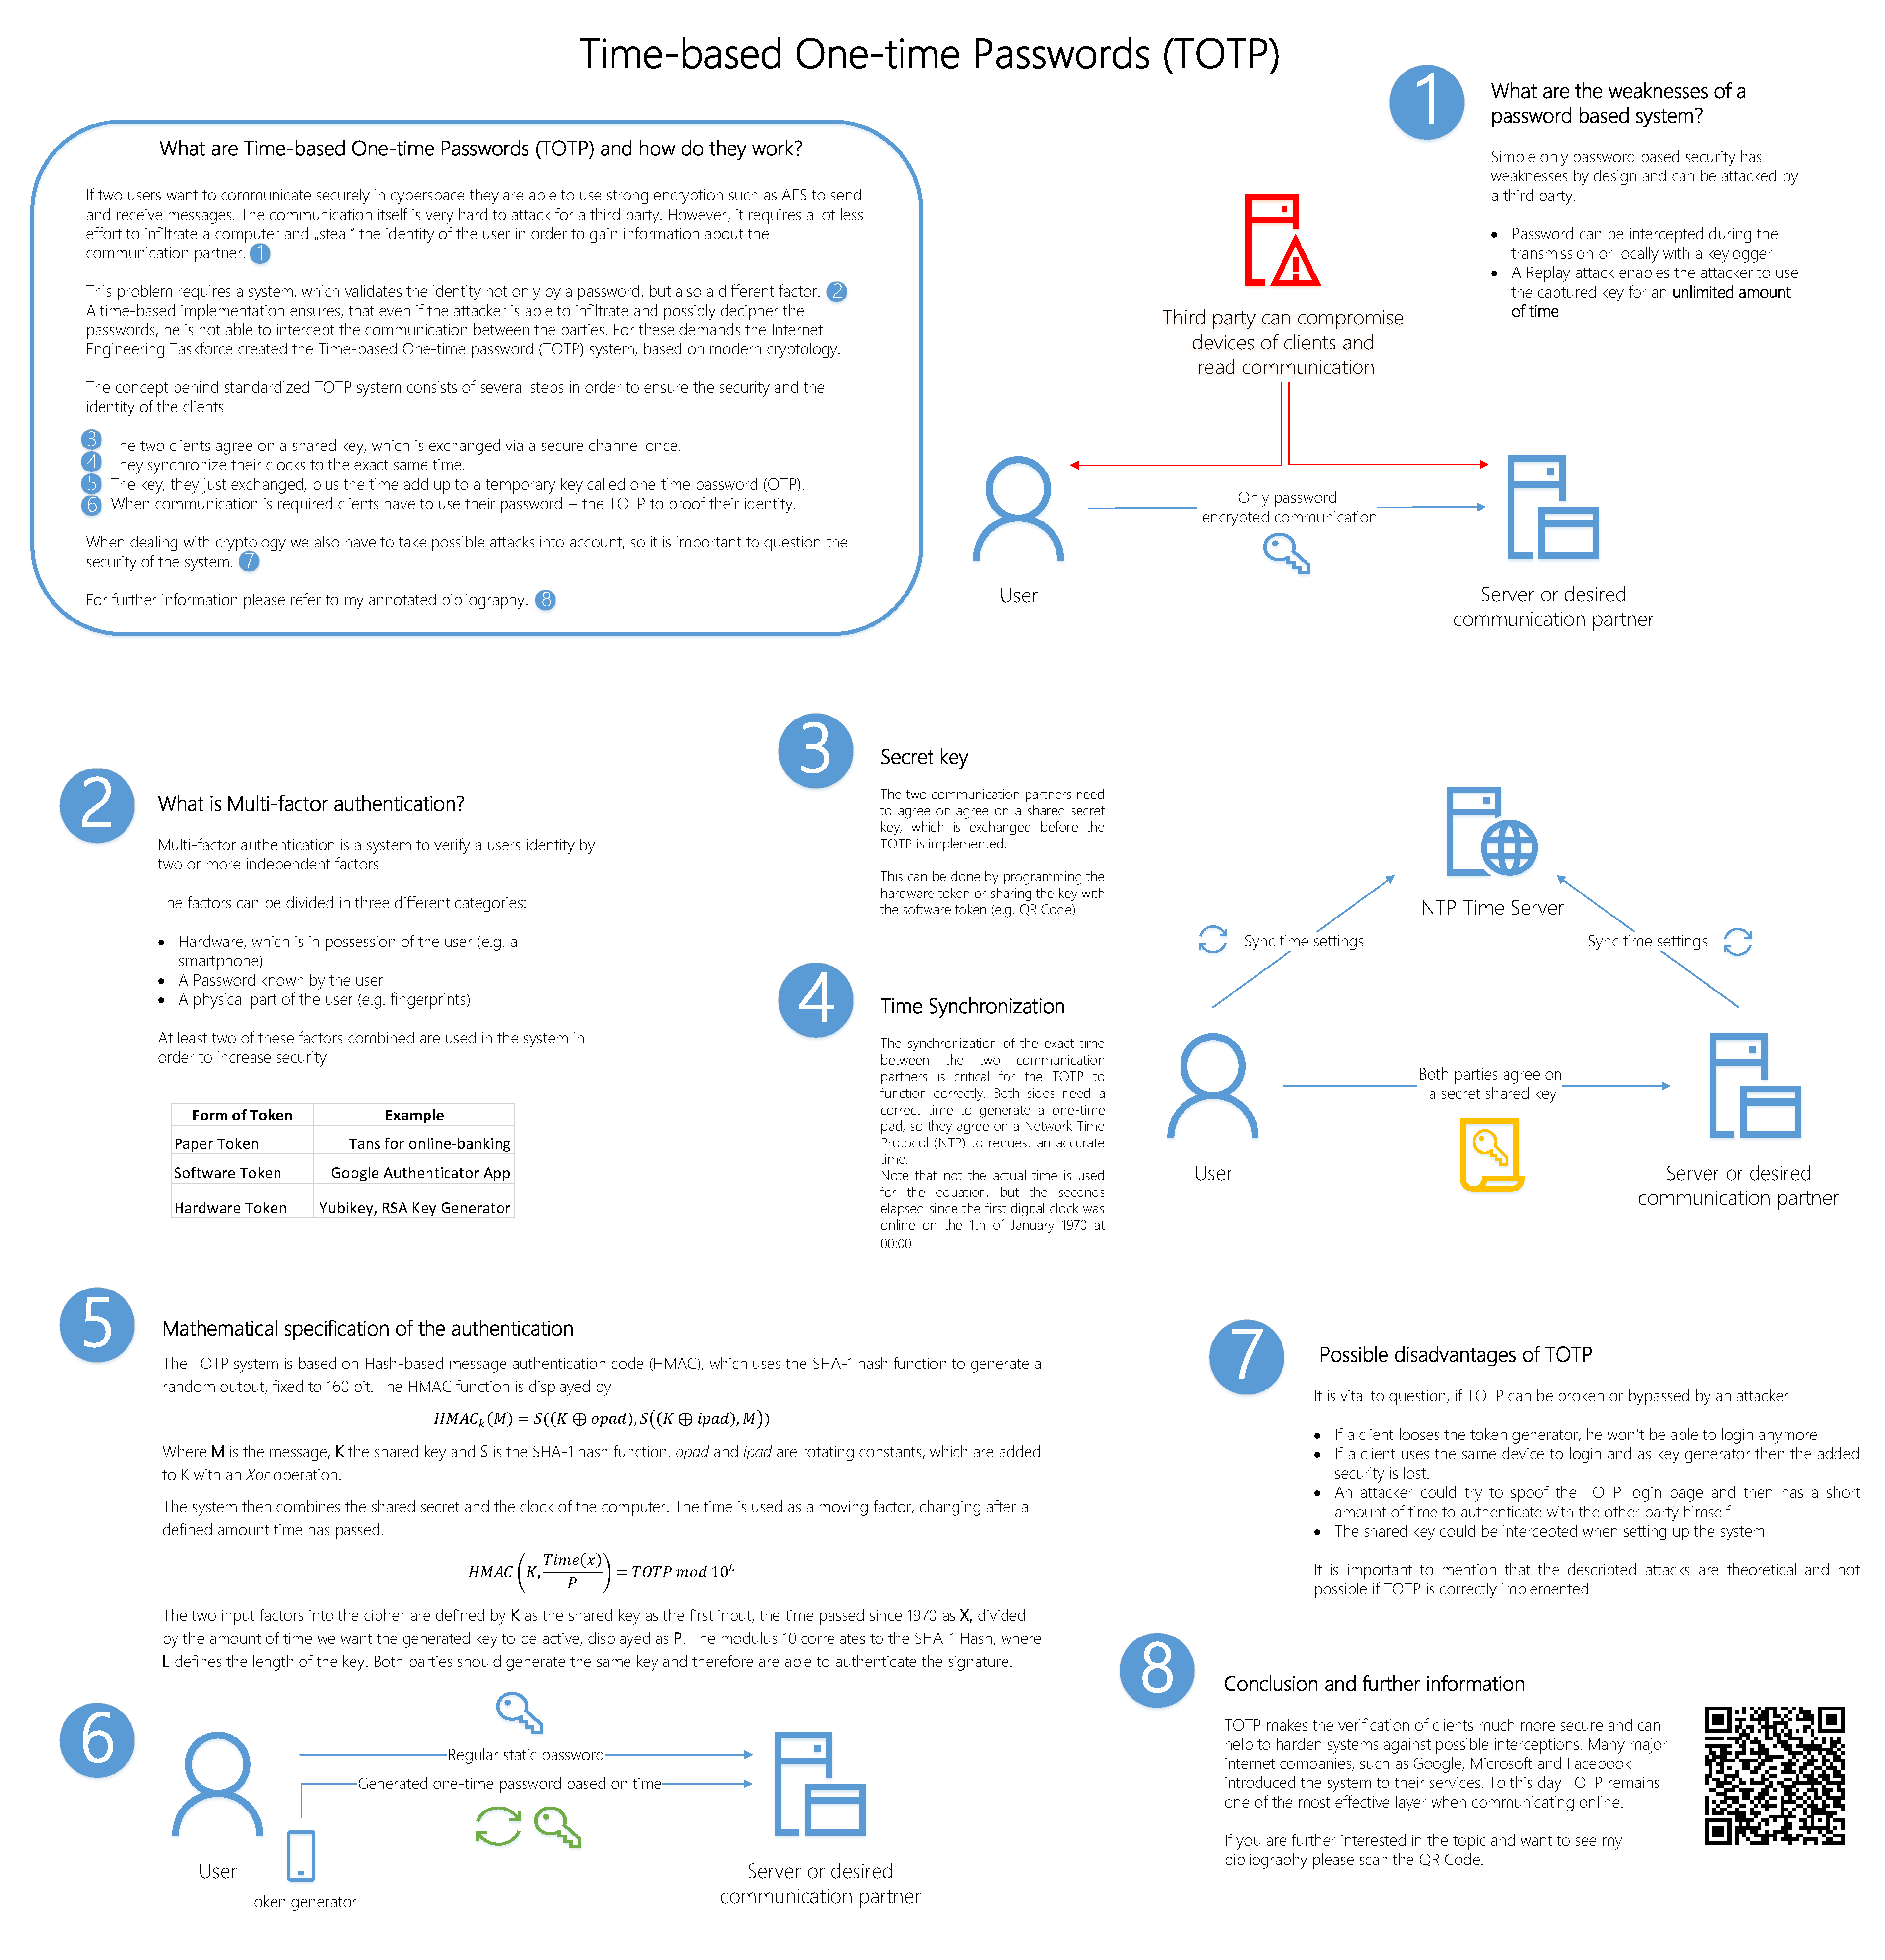 Time-based One-time Passwords (TOTP)
What are Time-based One-time Passwords (TOTP) and how do they work?
If two users want to communicate securely in cyberspace they are able to use strong encryption such as AES to send
and receive messages. The communication itself is very hard to attack for a third party. However, it requires a lot less
effort to infiltrate a computer and „steal” the identity of the user in order to gain information about the
communication partner. 1
This problem requires a system, which validates the identity not only by a password, but also a different factor. 2
A time-based implementation ensures, that even if the attacker is able to infiltrate and possibly decipher the
passwords, he is not able to intercept the communication between the parties. For these demands the Internet
Engineering Taskforce created the Time-based One-time password (TOTP) system, based on modern cryptology.
The concept behind standardized TOTP system consists of several steps in order to ensure the security and the
identity of the clients
3 The two clients agree on a shared key, which is exchanged via a secure channel once.
4 They synchronize their clocks to the exact same time.
5 The key, they just exchanged, plus the time add up to a temporary key called one-time password (OTP).
6 When communication is required clients have to use their password + the TOTP to proof their identity.
When dealing with cryptology we also have to take possible attacks into account, so it is important to question the
security of the system. 7
For further information please refer to my annotated bibliography. 8
1
What are the weaknesses of a
password based system?
Simple only password based security has
weaknesses by design and can be attacked by
a third party.
• Password can be intercepted during the
transmission or locally with a keylogger
• A Replay attack enables the attacker to use
the captured key for an unlimited amount
of time
Third party can compromise
devices of clients and
read communication
Only password
encrypted communication
User
Server or desired
communication partner
2
What is Multi-factor authentication?
Multi-factor authentication is a system to verify a users identity by
two or more independent factors
The factors can be divided in three different categories:
• Hardware, which is in possession of the user (e.g. a
smartphone)
• A Password known by the user
• A physical part of the user (e.g. fingerprints)
At least two of these factors combined are used in the system in
order to increase security
Form of Token Example
Paper Token Tans for online-banking
Software Token Google Authenticator App
Hardware Token Yubikey, RSA Key Generator
3
Secret key
The two communication partners need
to agree on agree on a shared secret
key, which is exchanged before the
TOTP is implemented.
This can be done by programming the
hardware token or sharing the key with
the software token (e.g. QR Code)
4
Time Synchronization
The synchronization of the exact time
between the two communication
partners is critical for the TOTP to
function correctly. Both sides need a
correct time to generate a one-time
pad, so they agree on a Network Time
Protocol (NTP) to request an accurate
time.
Note that not the actual time is used
for the equation, but the seconds
elapsed since the first digital clock was
online on the 1th of January 1970 at
00:00
NTP Time Server
Sync time settings
Sync time settings
Both parties agree on
a secret shared key
User
Server or desired
communication partner
5
Mathematical specification of the authentication
The TOTP system is based on Hash-based message authentication code (HMAC), which uses the SHA-1 hash function to generate a
random output, fixed to 160 bit. The HMAC function is displayed by
HMACₖ(M) = S((K ⊕ opad), S((K ⊕ ipad), M))
Where M is the message, K the shared key and S is the SHA-1 hash function. opad and ipad are rotating constants, which are added
to K with an Xor operation.
The system then combines the shared secret and the clock of the computer. The time is used as a moving factor, changing after a
defined amount time has passed.
HMAC (K, Time(x)/P) = TOTP mod 10ᴸ
The two input factors into the cipher are defined by K as the shared key as the first input, the time passed since 1970 as X, divided
by the amount of time we want the generated key to be active, displayed as P. The modulus 10 correlates to the SHA-1 Hash, where
L defines the length of the key. Both parties should generate the same key and therefore are able to authenticate the signature.
6
Regular static password
Generated one-time password based on time
User
Token generator
Server or desired
communication partner
7
Possible disadvantages of TOTP
It is vital to question, if TOTP can be broken or bypassed by an attacker
• If a client looses the token generator, he won't be able to login anymore
• If a client uses the same device to login and as key generator then the added
security is lost.
• An attacker could try to spoof the TOTP login page and then has a short
amount of time to authenticate with the other party himself
• The shared key could be intercepted when setting up the system
It is important to mention that the descripted attacks are theoretical and not
possible if TOTP is correctly implemented
8
Conclusion and further information
TOTP makes the verification of clients much more secure and can
help to harden systems against possible interceptions. Many major
internet companies, such as Google, Microsoft and Facebook
introduced the system to their services. To this day TOTP remains
one of the most effective layer when communicating online.
If you are further interested in the topic and want to see my
bibliography please scan the QR Code.